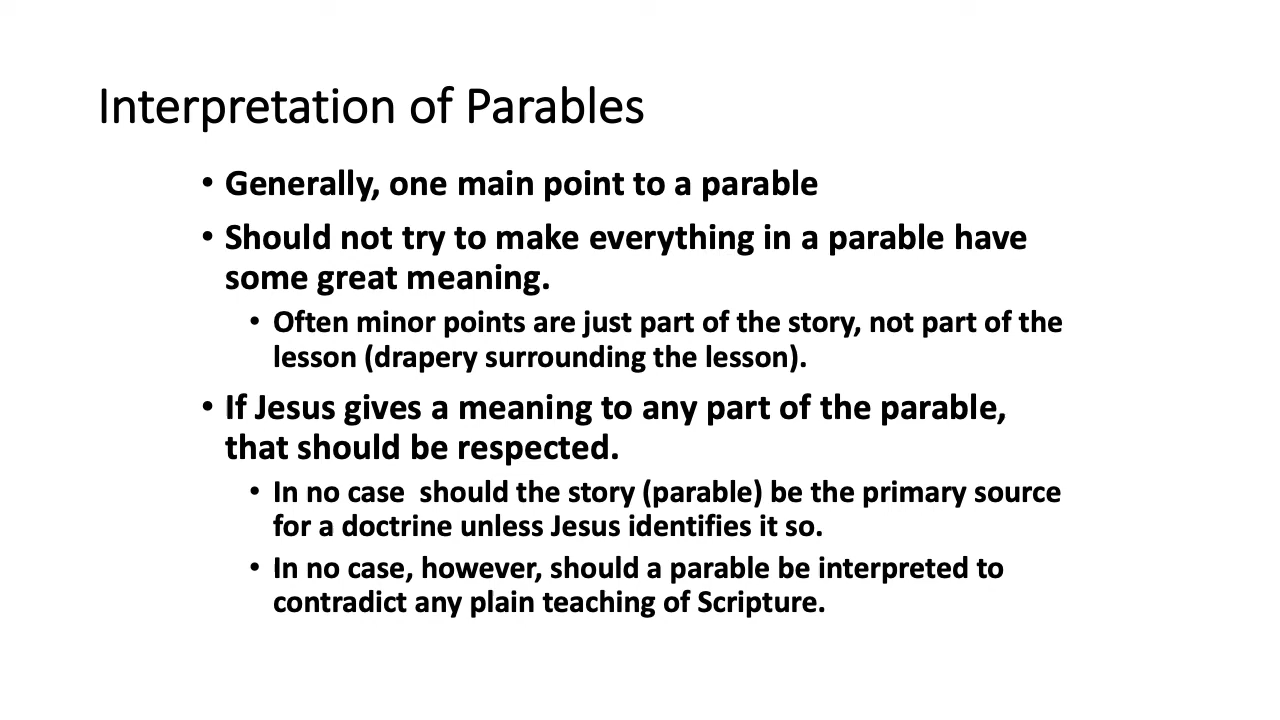 Interpretation of Parables
• Generally, one main point to a parable
• Should not try to make everything in a parable have
some great meaning.
• Often minor points are just part of the story, not part of the
lesson (drapery surrounding the lesson).
• If Jesus gives a meaning to any part of the parable,
that should be respected.
• In no case  should the story (parable) be the primary source
for a doctrine unless Jesus identifies it so.
• In no case, however, should a parable be interpreted to
contradict any plain teaching of Scripture.